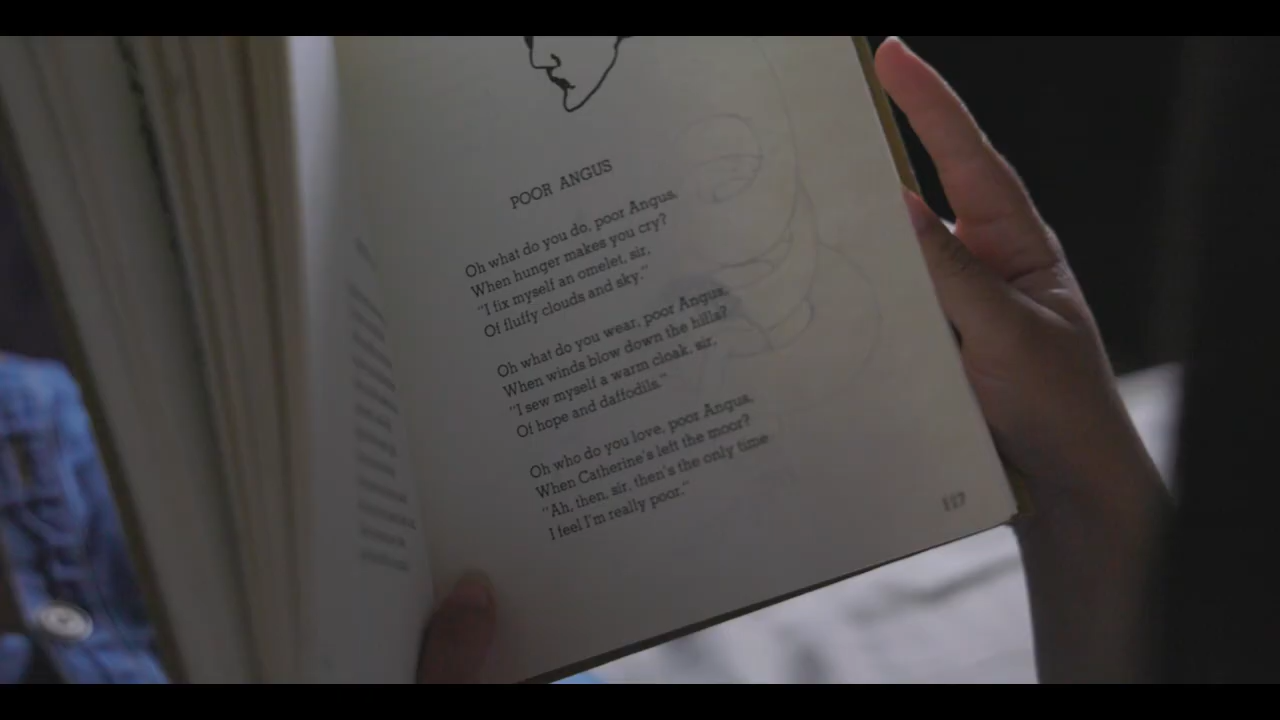 POOR ANGUS
Oh what do you do, poor Angus,
When hunger makes you cry?
"I fix myself an omelet, sir,
Of fluffy clouds and sky."
Oh what do you wear, poor Angus,
When winds blow down the hills?
"I sew myself a warm cloak, sir,
Of hope and daffodils."
Oh who do you love, poor Angus,
When Catherine's left the moor?
"Ah, then, sir, then's the only time
I feel I'm really poor."
117